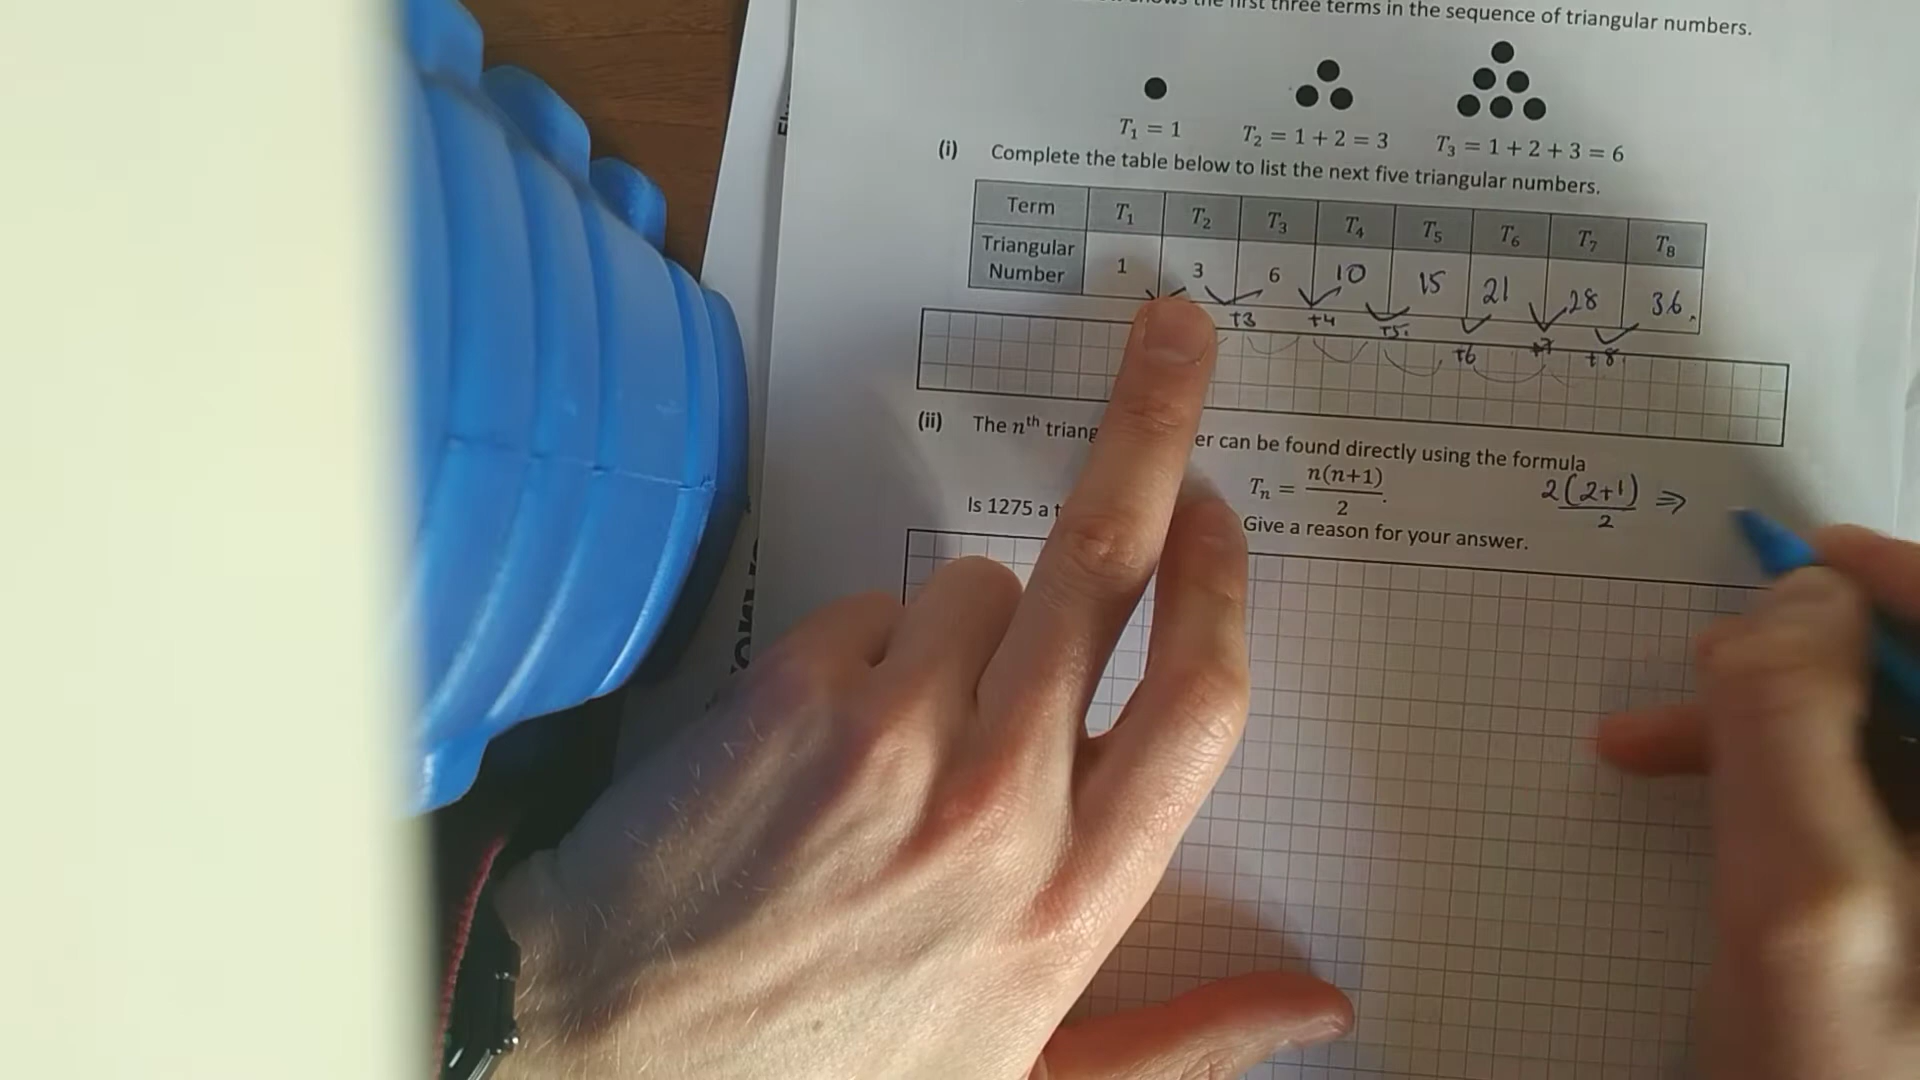 the first three terms in the sequence of triangular numbers.
T₁ = 1 T₂ = 1 + 2 = 3 T₃ = 1 + 2 + 3 = 6
(i) Complete the table below to list the next five triangular numbers.
Term T₁ T₂ T₃ T₄ T₅ T₆ T₇ T₈
Triangular Number 1 3 6 10 15 21 28 36.
+3 +4 +5. +6 +7 +8.
(ii) The nᵗʰ triang er can be found directly using the formula
Tₙ = n(n+1)/2. 2(2+1)/2 ⇒
Is 1275 a t Give a reason for your answer.